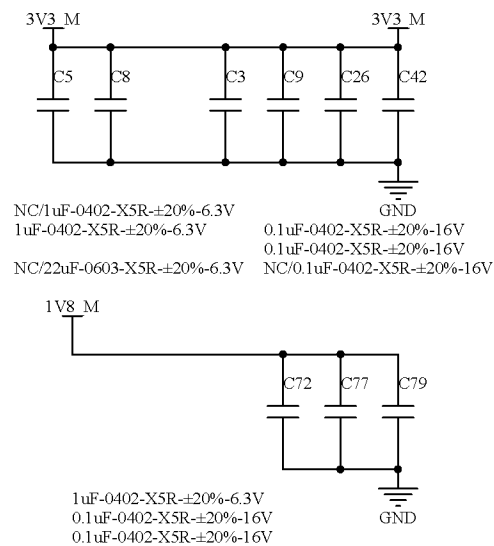 3V3_M 3V3_M
C5 C8 C3 C9 C26 C42
GND
NC/1uF-0402-X5R-±20%-6.3V
1uF-0402-X5R-±20%-6.3V 0.1uF-0402-X5R-±20%-16V
0.1uF-0402-X5R-±20%-16V
NC/22uF-0603-X5R-±20%-6.3V NC/0.1uF-0402-X5R-±20%-16V
1V8_M
C72 C77 C79
1uF-0402-X5R-±20%-6.3V
0.1uF-0402-X5R-±20%-16V GND
0.1uF-0402-X5R-±20%-16V